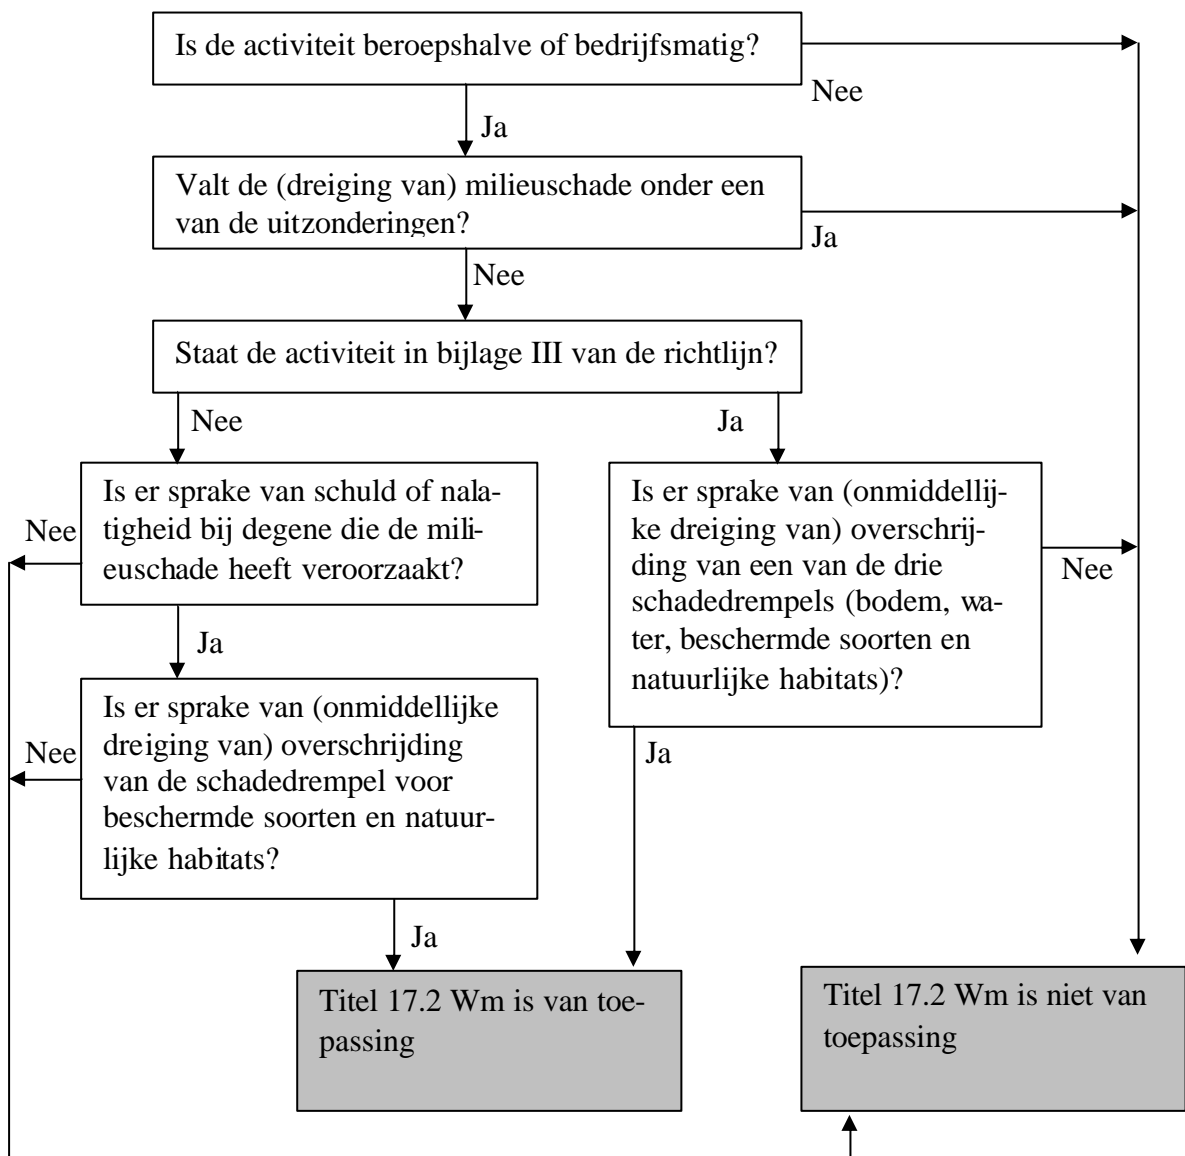 Is de activiteit beroepshalve of bedrijfsmatig?
Nee
Ja
Valt de (dreiging van) milieuschade onder een
van de uitzonderingen?
Ja
Nee
Staat de activiteit in bijlage III van de richtlijn?
Nee
Ja
Is er sprake van schuld of nala-
tigheid bij degene die de mili-
euschade heeft veroorzaakt?
Nee
Is er sprake van (onmiddellij-
ke dreiging van) overschrij-
ding van een van de drie
schadedrempels (bodem, wa-
ter, beschermde soorten en
natuurlijke habitats)?
Nee
Ja
Is er sprake van (onmiddellijke
dreiging van) overschrijding
van de schadedrempel voor
beschermde soorten en natuur-
lijke habitats?
Nee
Ja
Ja
Titel 17.2 Wm is van toe-
passing
Titel 17.2 Wm is niet van
toepassing